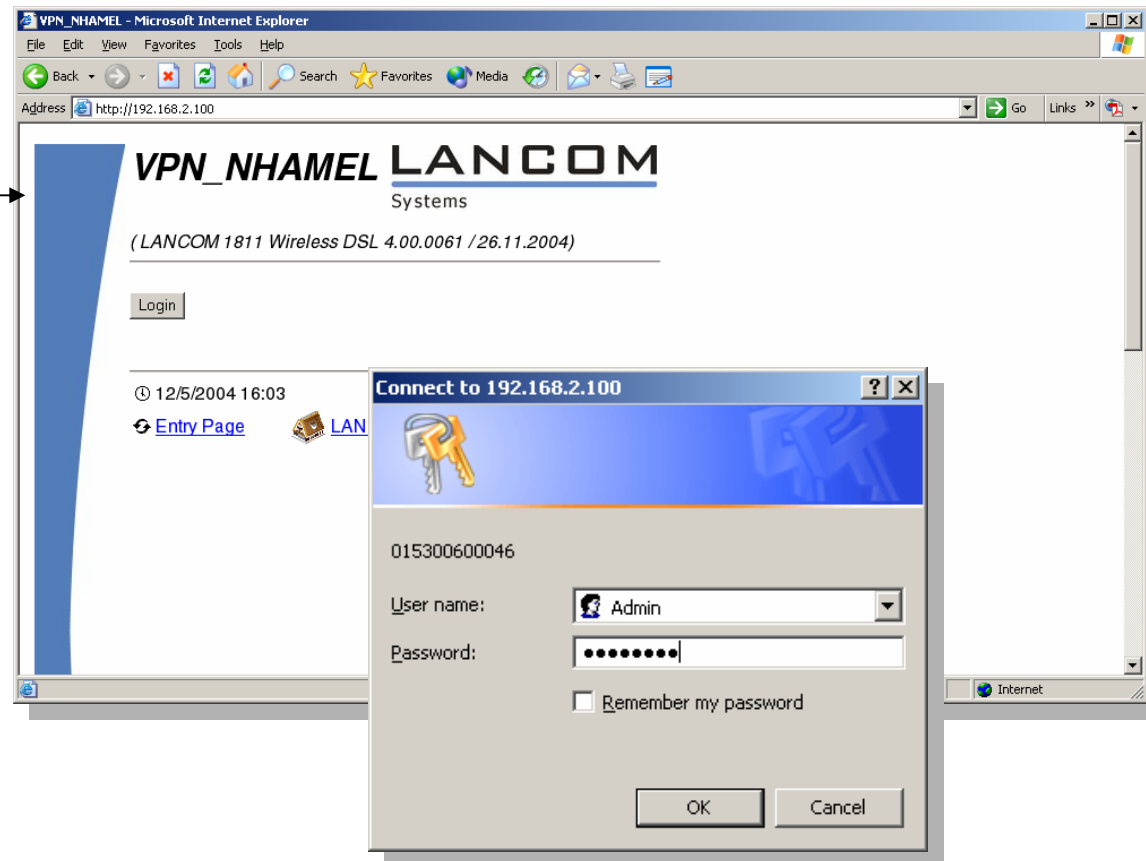 VPN_NHAMEL - Microsoft Internet Explorer
File Edit View Favorites Tools Help
Back Search Favorites Media
Address http://192.168.2.100 Go Links »
VPN_NHAMEL LANCOM
Systems
( LANCOM 1811 Wireless DSL 4.00.0061 / 26.11.2004)
Login
12/5/2004 16:03
Entry Page LAN
Connect to 192.168.2.100
015300600046
User name: Admin
Password: ●●●●●●●●
Remember my password
OK Cancel
Internet